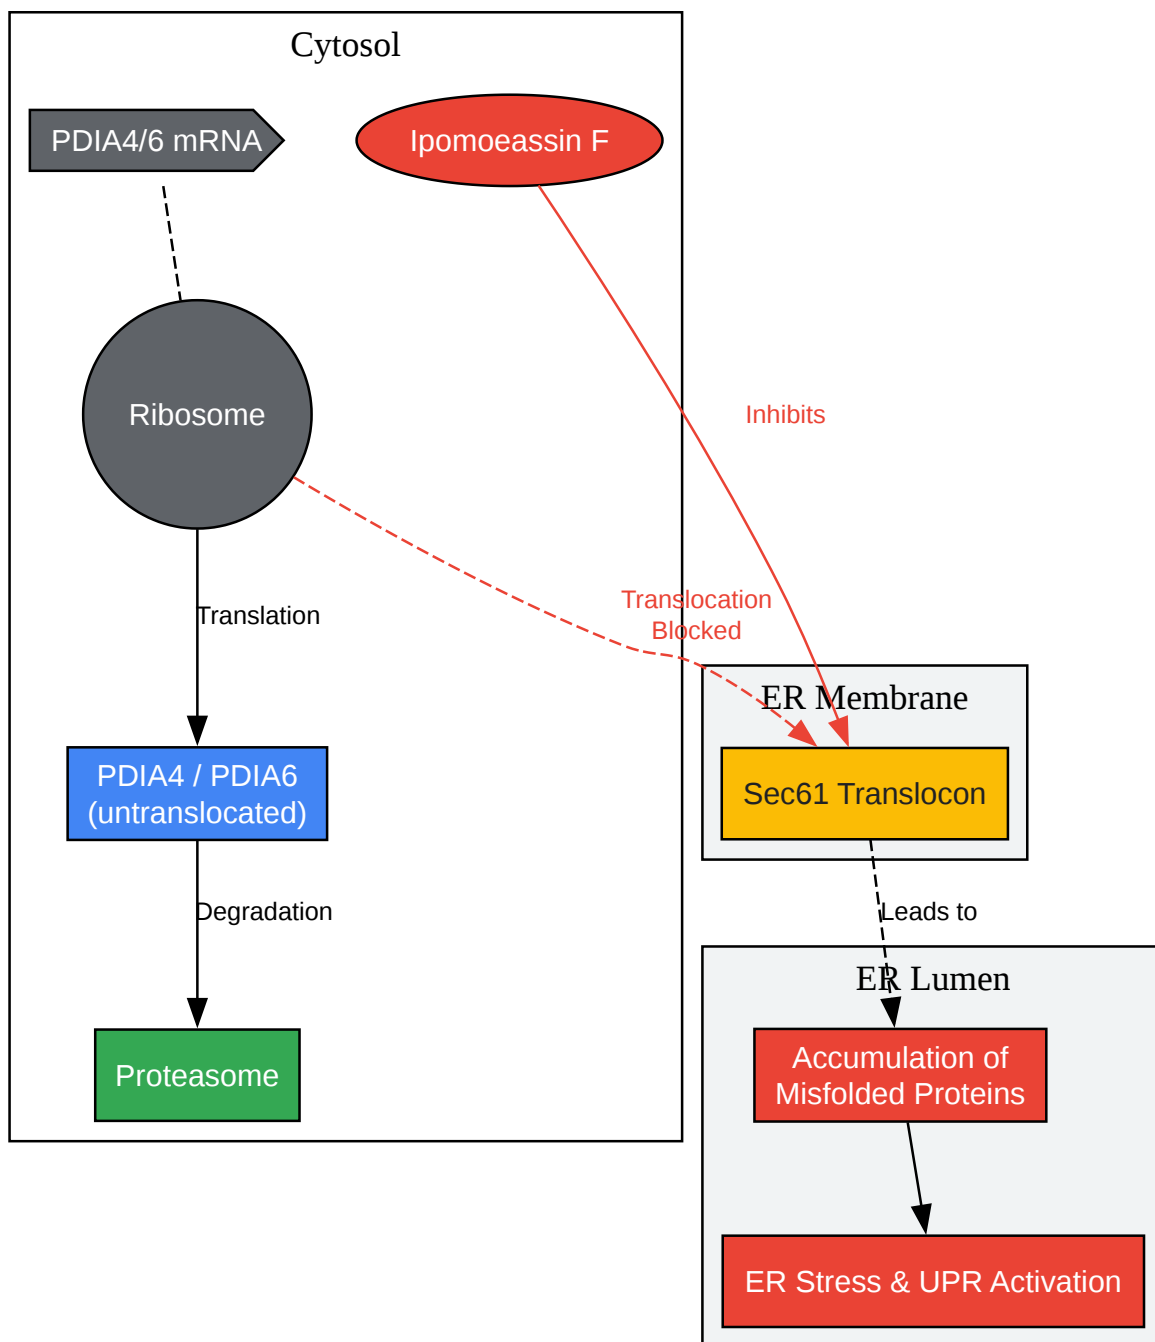 Cytosol
PDIA4/6 mRNA
Ipomoeassin F
Ribosome
Inhibits
Translation
Translocation
Blocked
ER Membrane
PDIA4 / PDIA6
(untranslocated)
Sec61 Translocon
Degradation
Leads to
ER Lumen
Proteasome
Accumulation of
Misfolded Proteins
ER Stress & UPR Activation